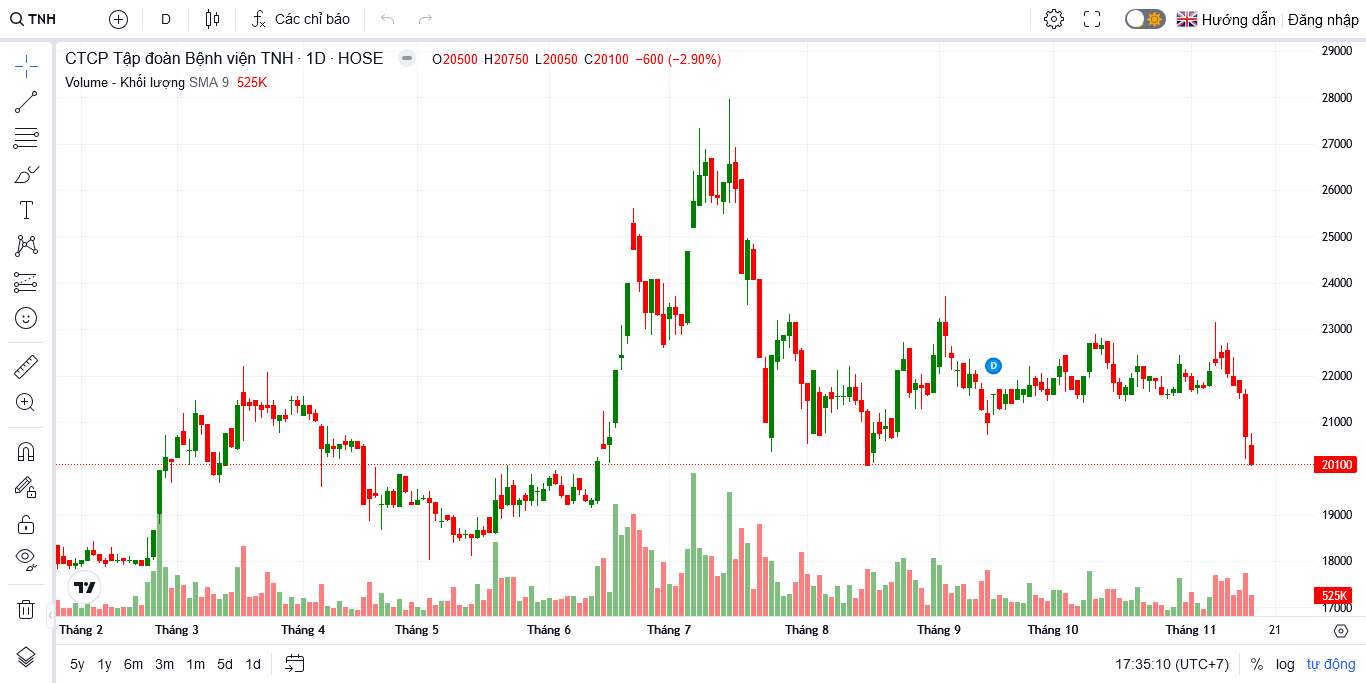 TNH D Các chỉ báo Hướng dẫn Đăng nhập
CTCP Tập đoàn Bệnh viện TNH · 1D · HOSE O20500 H20750 L20050 C20100 −600 (−2.90%)
Volume - Khối lượng SMA 9 525K
29000
28000
27000
26000
25000
24000
23000
22000
21000
20100
19000
18000
525K
17000
D
Tháng 2 Tháng 3 Tháng 4 Tháng 5 Tháng 6 Tháng 7 Tháng 8 Tháng 9 Tháng 10 Tháng 11 21
5y 1y 6m 3m 1m 5d 1d 17:35:10 (UTC+7) % log tự động